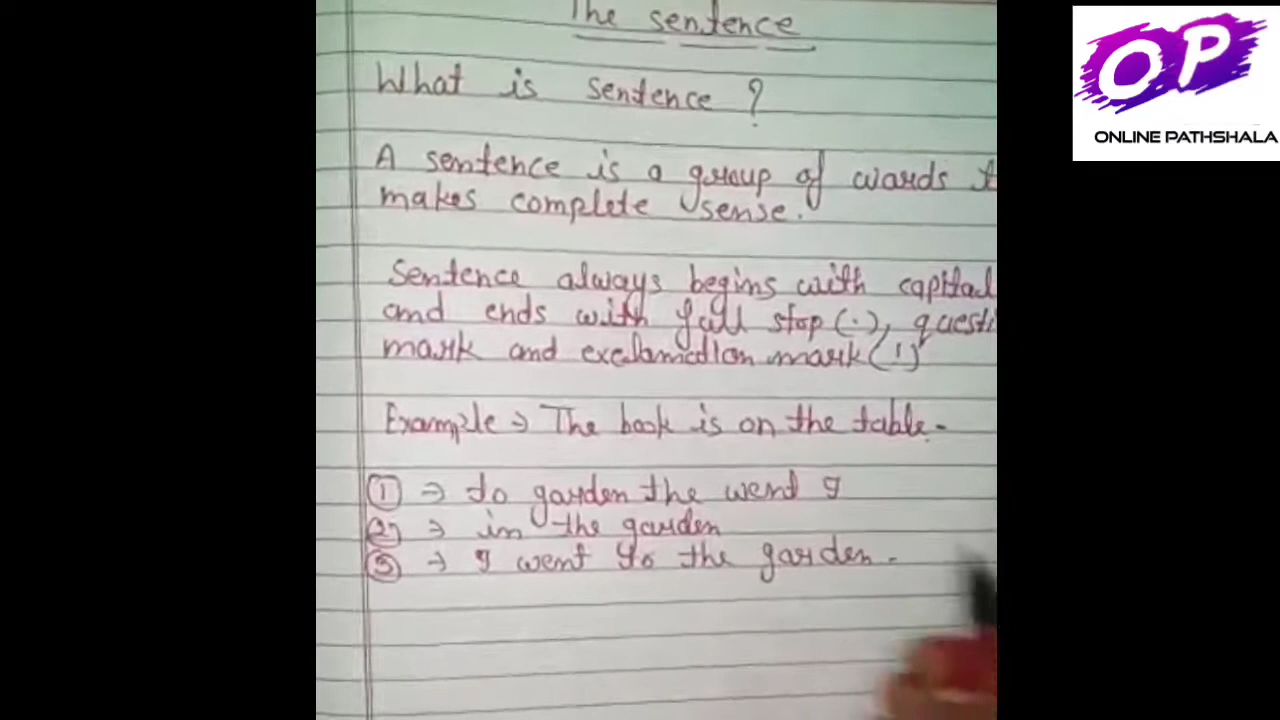 The sentence
What is sentence ?
A sentence is a group of words
makes complete sense.
Sentence always begins with capital
and ends with full stop (.), questi
mark and exclamation mark (!)
Example → The book is on the table.
① → to garden the went I
② → in the garden
③ → I went to the garden.
OP
ONLINE PATHSHALA